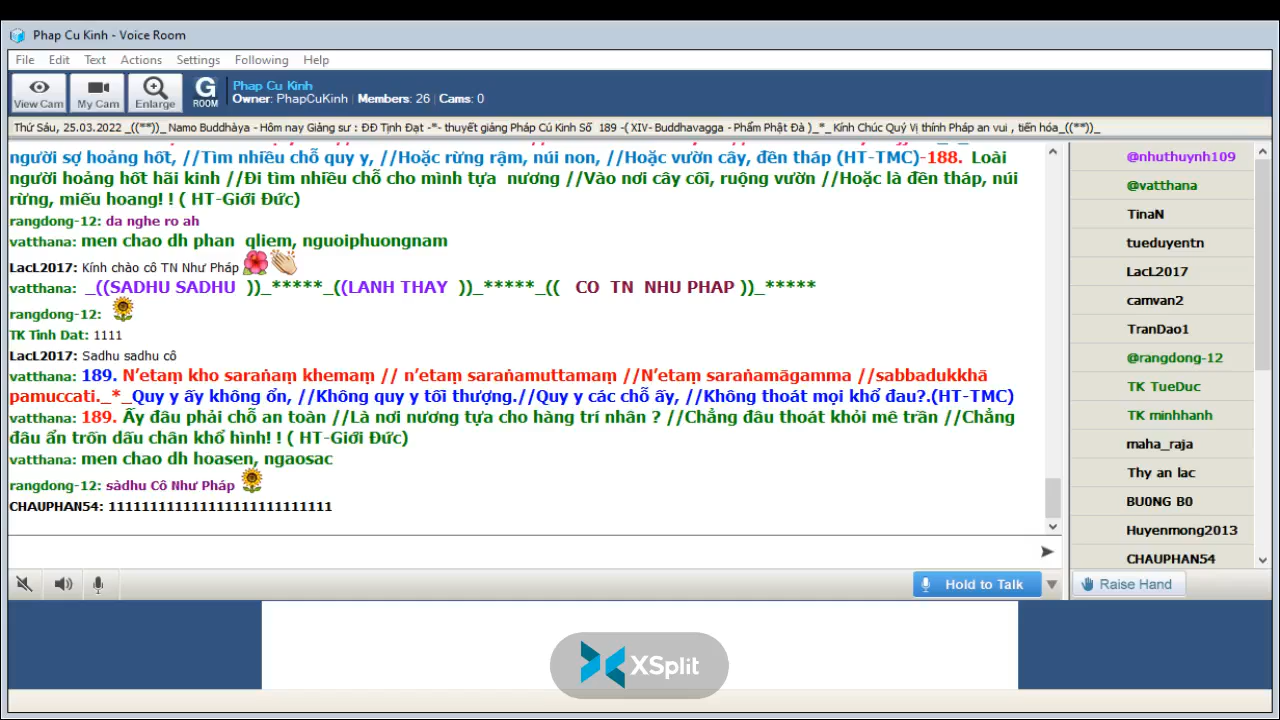 Phap Cu Kinh - Voice Room
File Edit Text Actions Settings Following Help
View Cam My Cam Enlarge G ROOM
Phap Cu Kinh
Owner: PhapCuKinh | Members: 26 | Cams: 0
Thứ Sáu, 25.03.2022 _((**))_ Namo Buddhàya - Hôm nay Giảng sư : ĐĐ Tịnh Đạt -*- thuyết giảng Pháp Cú Kinh Số 189 -( XIV- Buddhavagga - Phẩm Phật Đà )_*_ Kính Chúc Quý Vị thính Pháp an vui , tiến hóa_((**))_
người sợ hoảng hốt, //Tìm nhiều chỗ quy y, //Hoặc rừng rậm, núi non, //Hoặc vườn cây, đền tháp (HT-TMC)-188. Loài
người hoảng hốt hãi kinh //Đi tìm nhiều chỗ cho mình tựa nương //Vào nơi cây cối, ruộng vườn //Hoặc là đền tháp, núi
rừng, miếu hoang! ! ( HT-Giới Đức)
rangdong-12: da nghe ro ah
vatthana: men chao dh phan qliem, nguoiphuongnam
LacL2017: Kính chào cô TN Như Pháp
vatthana: _((SADHU SADHU ))_*****_((LANH THAY ))_*****_(( CO TN NHU PHAP ))_*****
rangdong-12:
TK Tinh Dat: 1111
LacL2017: Sadhu sadhu cô
vatthana: 189. N’etaṃ kho saraṅaṃ khemaṃ // n’etaṃ saraṅamuttamaṃ //N’etaṃ saraṅamāgamma //sabbadukkhā
pamuccati._*_Quy y ấy không ổn, //Không quy y tối thượng.//Quy y các chỗ ấy, //Không thoát mọi khổ đau?.(HT-TMC)
vatthana: 189. Ấy đâu phải chỗ an toàn //Là nơi nương tựa cho hàng trí nhân ? //Chẳng đâu thoát khỏi mê trần //Chẳng
đâu ẩn trốn dấu chân khổ hình! ! ( HT-Giới Đức)
vatthana: men chao dh hoasen, ngaosac
rangdong-12: sàdhu Cô Như Pháp
CHAUPHAN54: 1111111111111111111111111111
@nhuthuynh109
@vatthana
TinaN
tueduyentn
LacL2017
camvan2
TranDao1
@rangdong-12
TK TueDuc
TK minhhanh
maha_raja
Thy an lac
BU0NG B0
Huyenmong2013
CHAUPHAN54
Hold to Talk
Raise Hand
XSplit